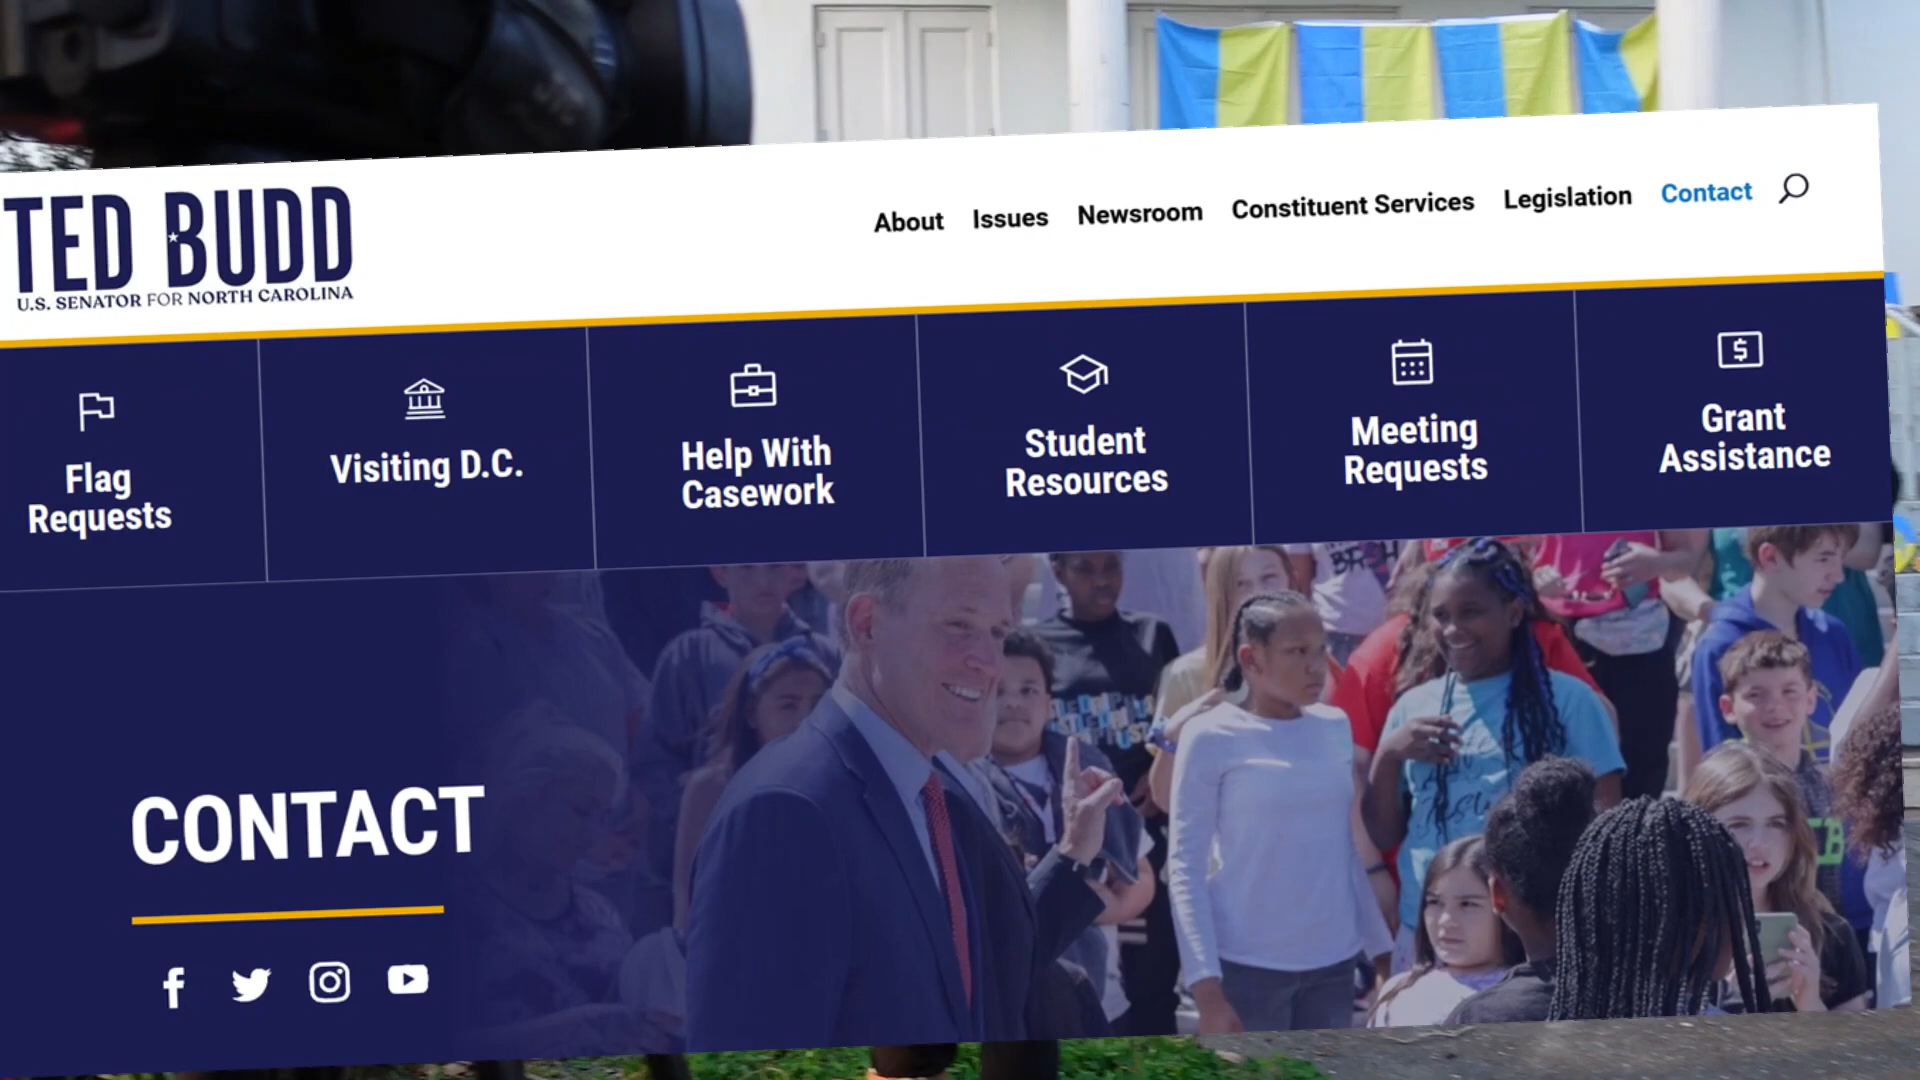 TED BUDD
U.S. SENATOR FOR NORTH CAROLINA
About Issues Newsroom Constituent Services Legislation Contact
Flag
Requests
Visiting D.C.
Help With
Casework
Student
Resources
Meeting
Requests
Grant
Assistance
CONTACT